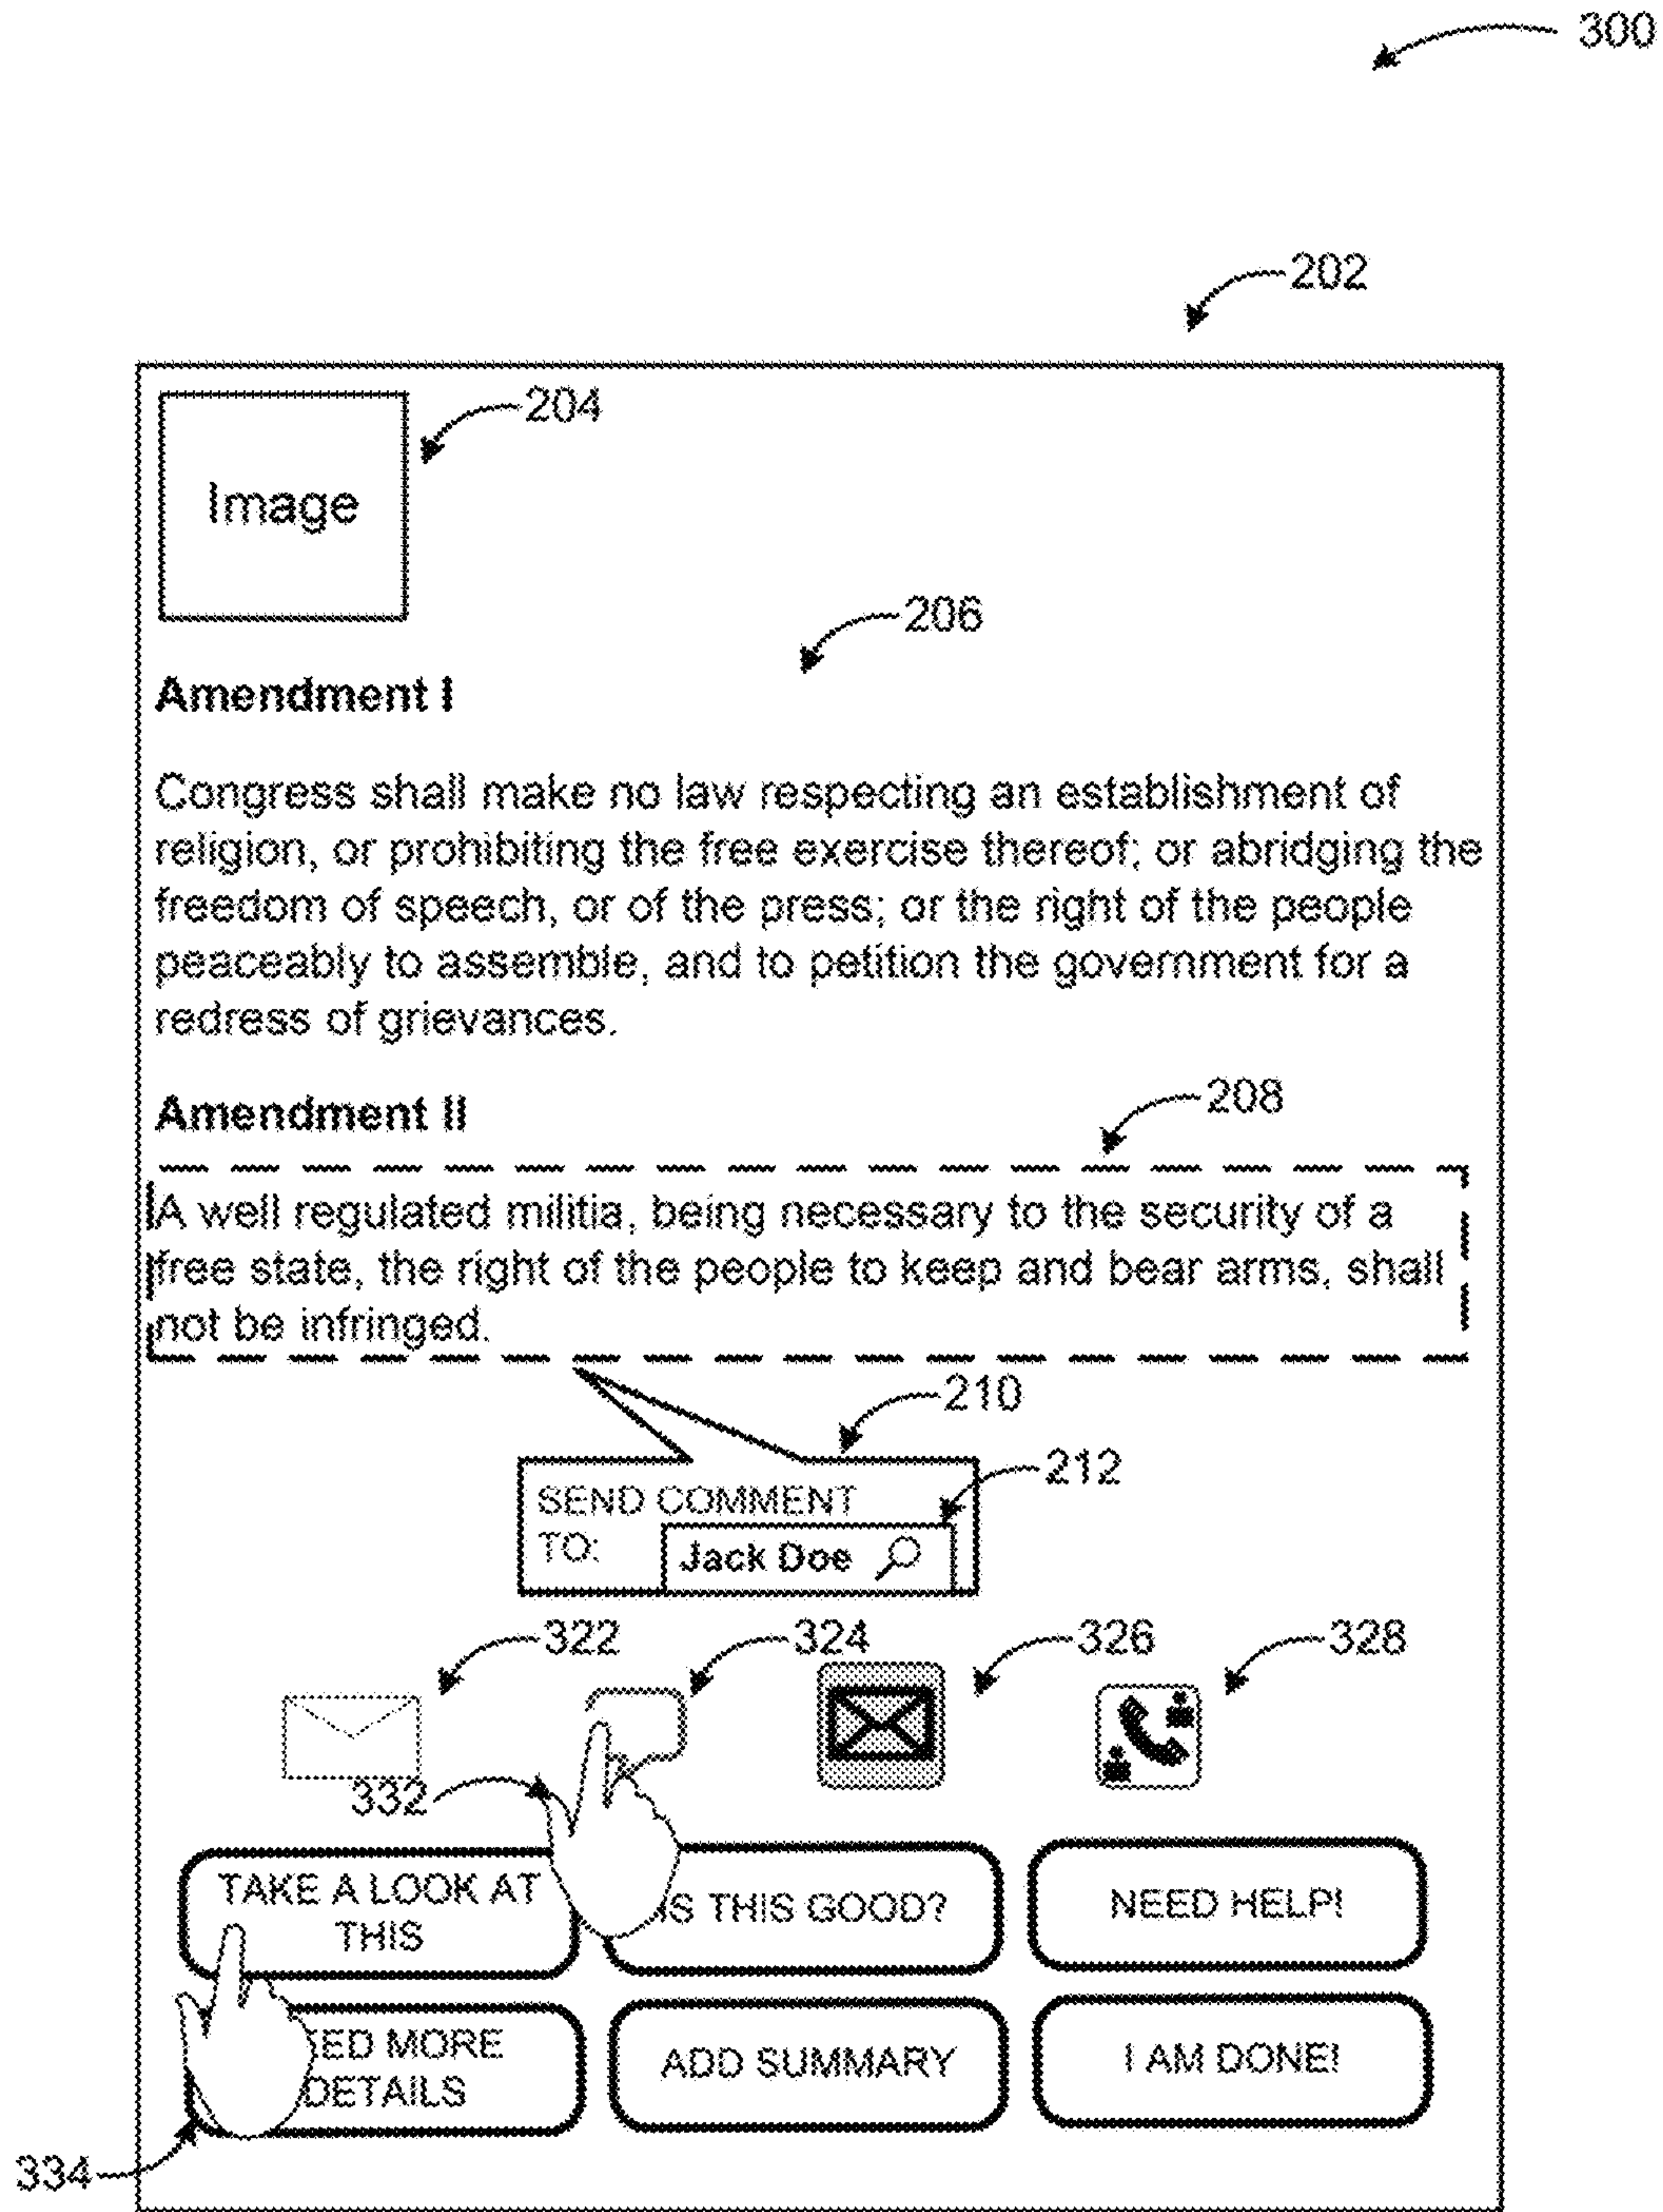 300
202
204
Image
206
Amendment I
Congress shall make no law respecting an establishment of
religion, or prohibiting the free exercise thereof; or abridging the
freedom of speech, or of the press; or the right of the people
peaceably to assemble, and to petition the government for a
redress of grievances.
208
Amendment II
A well regulated militia, being necessary to the security of a
free state, the right of the people to keep and bear arms, shall
not be infringed.
210
212
SEND COMMENT
TO:
Jack Doe
322
324
326
328
332
TAKE A LOOK AT
THIS
IS THIS GOOD?
NEED HELP!
EED MORE
DETAILS
ADD SUMMARY
I AM DONE!
334